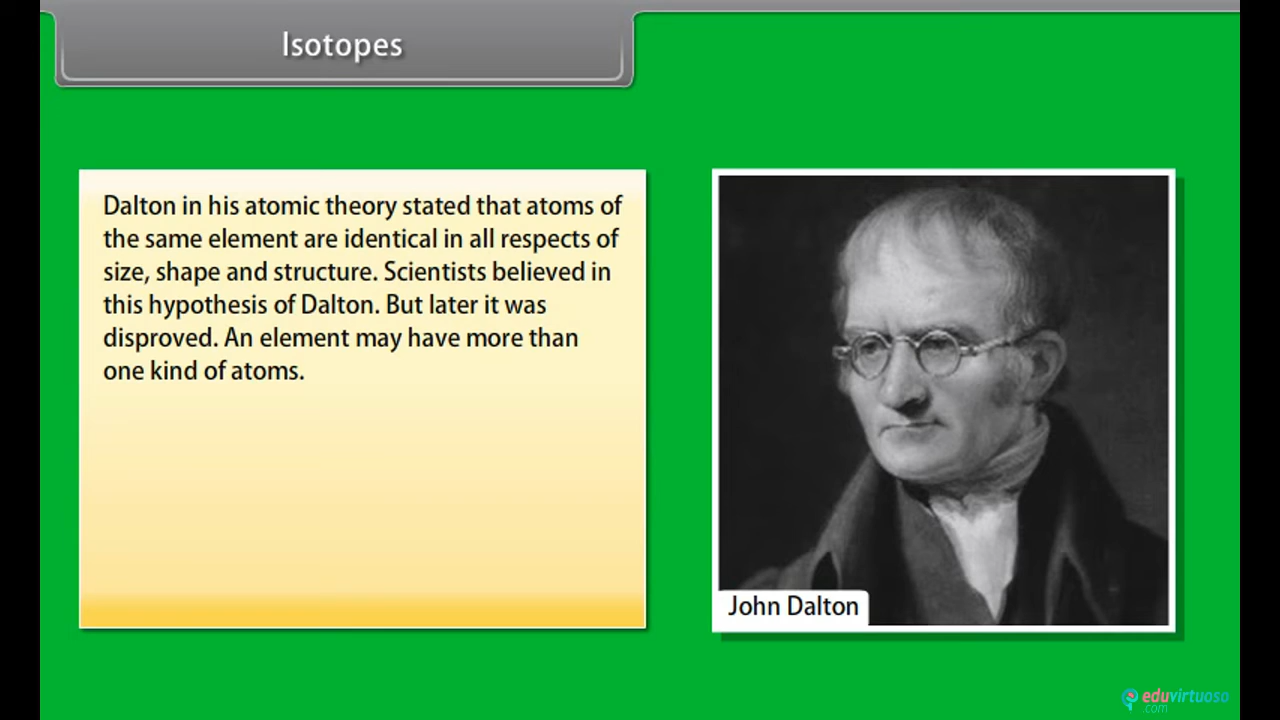 Isotopes
Dalton in his atomic theory stated that atoms of
the same element are identical in all respects of
size, shape and structure. Scientists believed in
this hypothesis of Dalton. But later it was
disproved. An element may have more than
one kind of atoms.
John Dalton
eduvirtuoso
.com